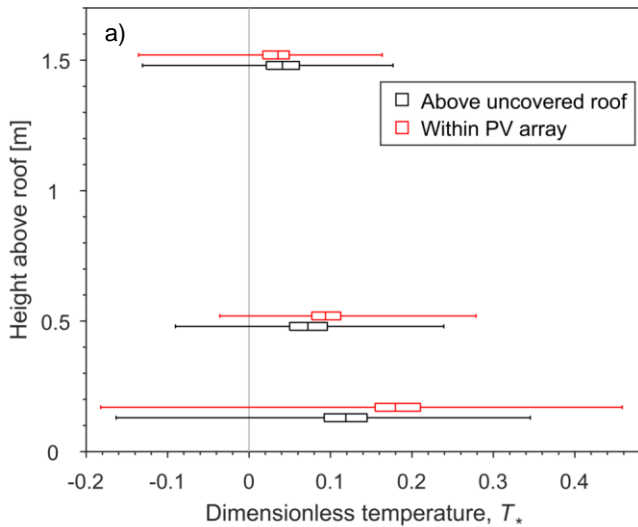 a)
1.5
Above uncovered roof
Within PV array
1
0.5
0
Height above roof [m]
-0.2 -0.1 0 0.1 0.2 0.3 0.4
Dimensionless temperature, T*